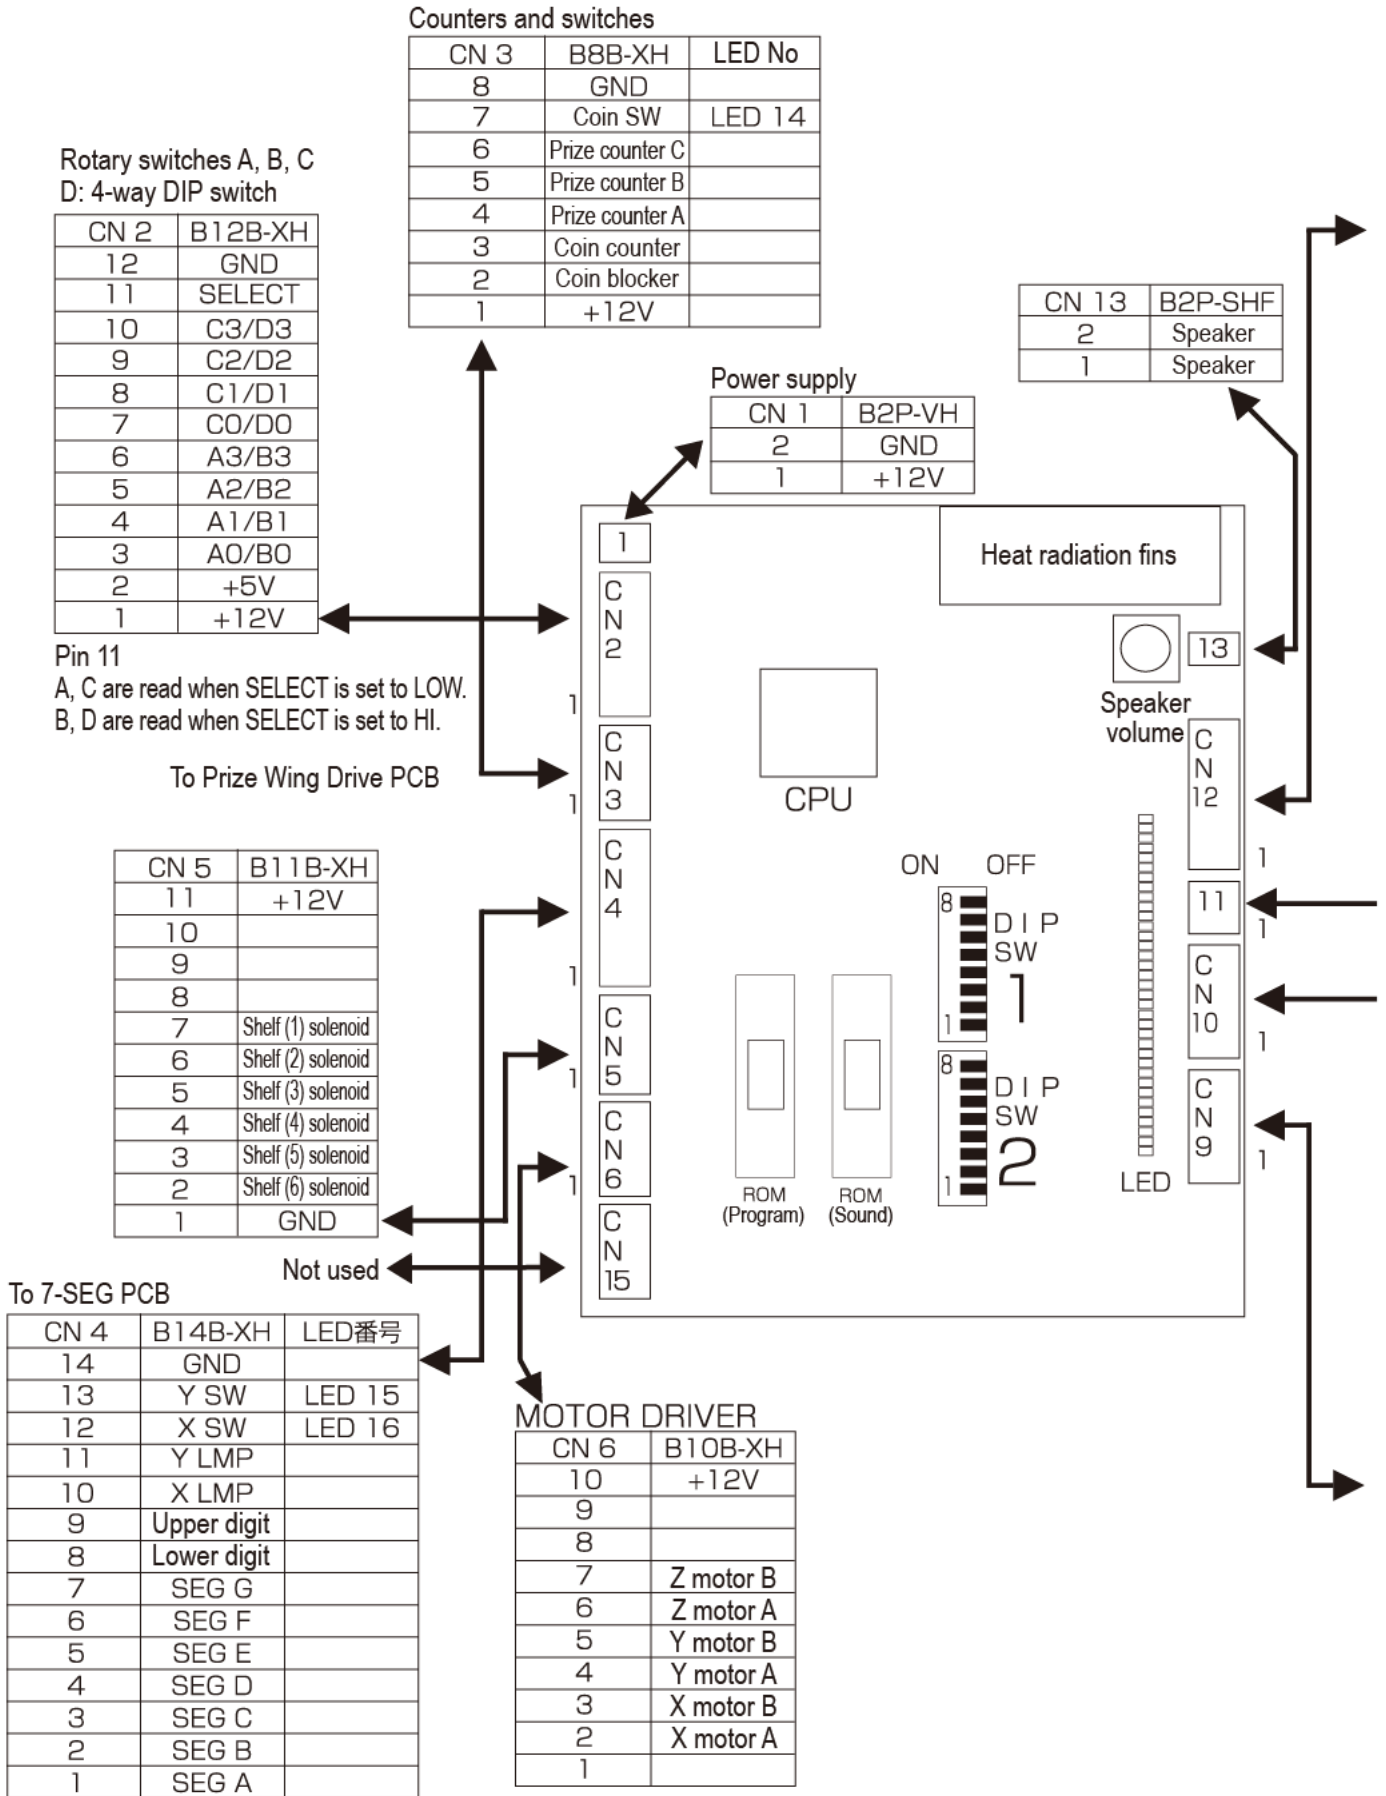 Counters and switches
CN 3 B8B-XH LED No
8 GND
7 Coin SW LED 14
6 Prize counter C
5 Prize counter B
4 Prize counter A
3 Coin counter
2 Coin blocker
1 +12V
Rotary switches A, B, C
D: 4-way DIP switch
CN 2 B12B-XH
12 GND
11 SELECT
10 C3/D3
9 C2/D2
8 C1/D1
7 C0/D0
6 A3/B3
5 A2/B2
4 A1/B1
3 A0/B0
2 +5V
1 +12V
Pin 11
A, C are read when SELECT is set to LOW.
B, D are read when SELECT is set to HI.
CN 13 B2P-SHF
2 Speaker
1 Speaker
Power supply
CN 1 B2P-VH
2 GND
1 +12V
To Prize Wing Drive PCB
CN 5 B11B-XH
11 +12V
10
9
8
7 Shelf (1) solenoid
6 Shelf (2) solenoid
5 Shelf (3) solenoid
4 Shelf (4) solenoid
3 Shelf (5) solenoid
2 Shelf (6) solenoid
1 GND
Not used
1
CN2
1
CN3
1
CN4
1
CN5
1
CN6
1
CN15
Heat radiation fins
13
Speaker
volume
CPU
CN12
1
11
1
CN10
1
CN9
1
ON OFF
8
DIP
SW
1
1
8
DIP
SW
2
1
LED
ROM
(Program)
ROM
(Sound)
To 7-SEG PCB
CN 4 B14B-XH LED番号
14 GND
13 Y SW LED 15
12 X SW LED 16
11 Y LMP
10 X LMP
9 Upper digit
8 Lower digit
7 SEG G
6 SEG F
5 SEG E
4 SEG D
3 SEG C
2 SEG B
1 SEG A
MOTOR DRIVER
CN 6 B10B-XH
10 +12V
9
8
7 Z motor B
6 Z motor A
5 Y motor B
4 Y motor A
3 X motor B
2 X motor A
1